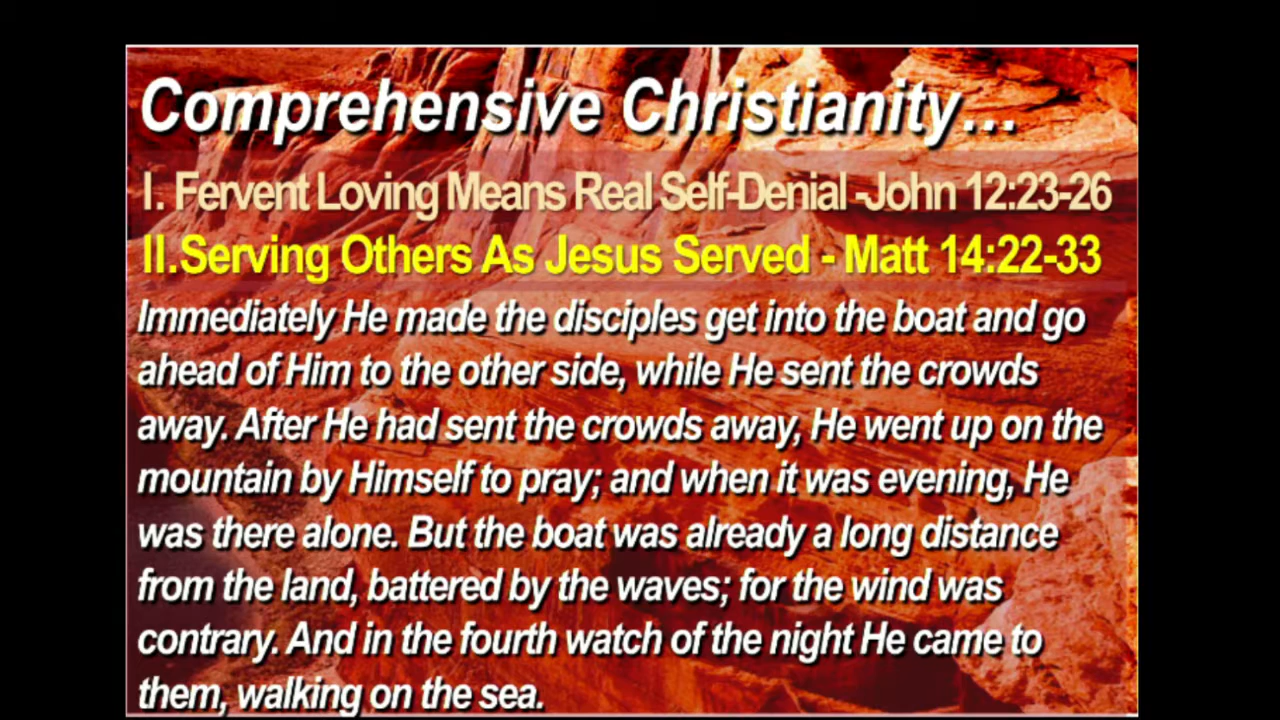 Comprehensive Christianity...
I. Fervent Loving Means Real Self-Denial -John 12:23-26
II.Serving Others As Jesus Served - Matt 14:22-33
Immediately He made the disciples get into the boat and go
ahead of Him to the other side, while He sent the crowds
away. After He had sent the crowds away, He went up on the
mountain by Himself to pray; and when it was evening, He
was there alone. But the boat was already a long distance
from the land, battered by the waves; for the wind was
contrary. And in the fourth watch of the night He came to
them, walking on the sea.